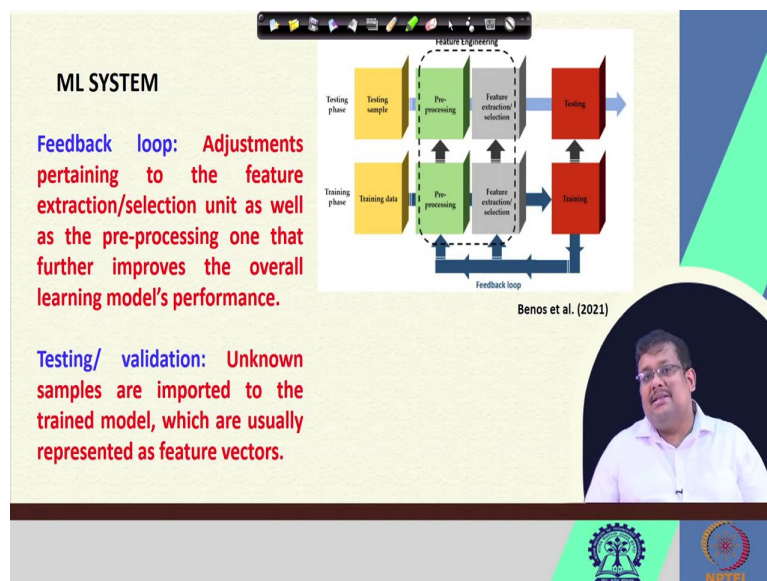 ML SYSTEM
Feedback loop: Adjustments
pertaining to the feature
extraction/selection unit as well
as the pre-processing one that
further improves the overall
learning model's performance.
Testing/ validation: Unknown
samples are imported to the
trained model, which are usually
represented as feature vectors.
Feature Engineering
Testing
phase
Testing
sample
Pre-
processing
Feature
extraction/
selection
Testing
Training
phase
Training data
Pre-
processing
Feature
extraction/
selection
Training
Feedback loop
Benos et al. (2021)
NPTEL